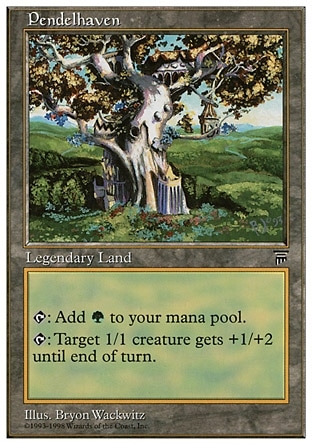 Pendelhaven
Legendary Land
: Add to your mana pool.
: Target 1/1 creature gets +1/+2
until end of turn.
Illus. Bryon Wackwitz
©1993-1998 Wizards of the Coast, Inc.